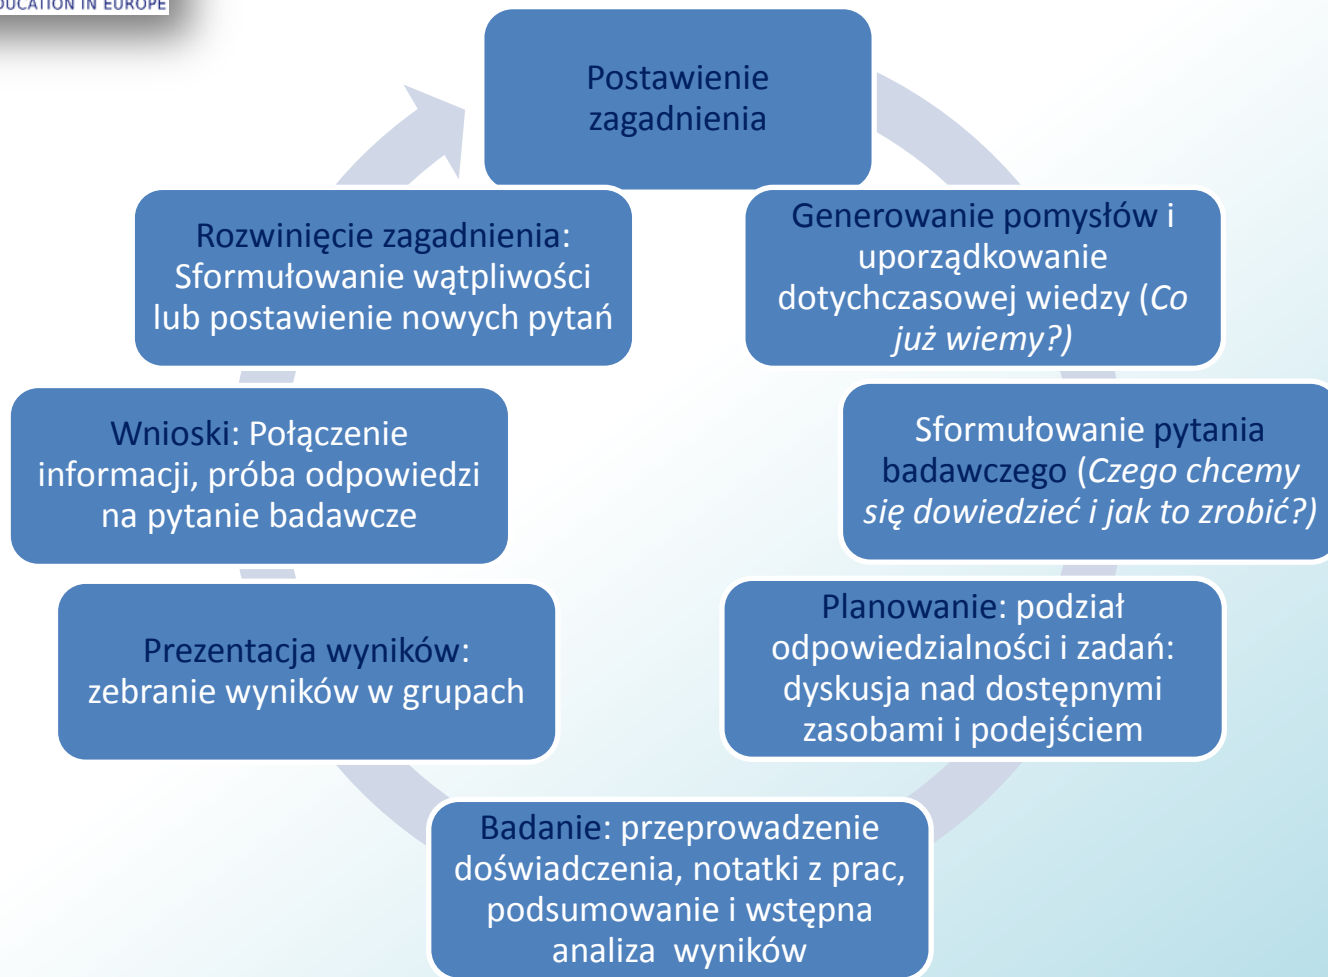 EDUCATION IN EUROPE
Postawienie
zagadnienia
Generowanie pomysłów i
uporządkowanie
dotychczasowej wiedzy (Co
już wiemy?)
Sformułowanie pytania
badawczego (Czego chcemy
się dowiedzieć i jak to zrobić?)
Planowanie: podział
odpowiedzialności i zadań:
dyskusja nad dostępnymi
zasobami i podejściem
Badanie: przeprowadzenie
doświadczenia, notatki z prac,
podsumowanie i wstępna
analiza wyników
Prezentacja wyników:
zebranie wyników w grupach
Wnioski: Połączenie
informacji, próba odpowiedzi
na pytanie badawcze
Rozwinięcie zagadnienia:
Sformułowanie wątpliwości
lub postawienie nowych pytań